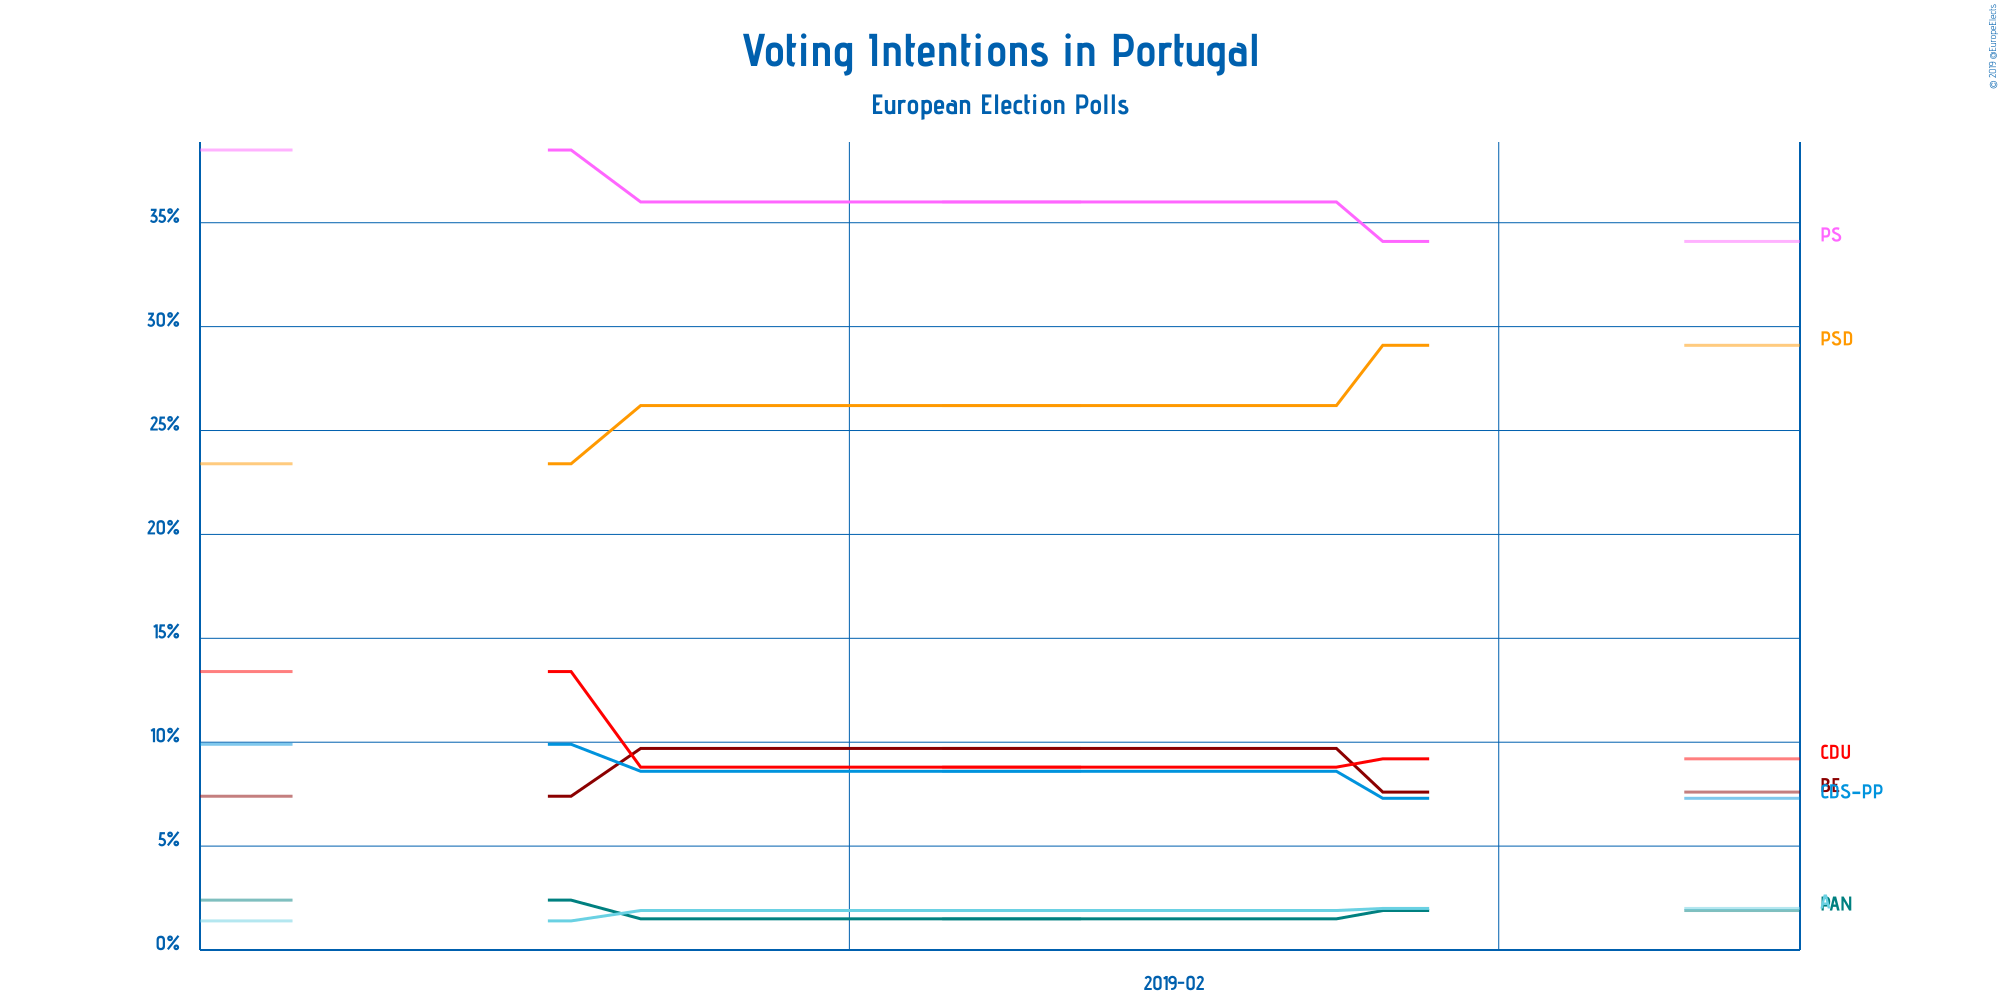 Voting Intentions in Portugal
European Election Polls
© 2019 @EuropeElects
35%
30%
25%
20%
15%
10%
5%
0%
PS
PSD
CDU
BE
CDS-PP
PAN
2019-02